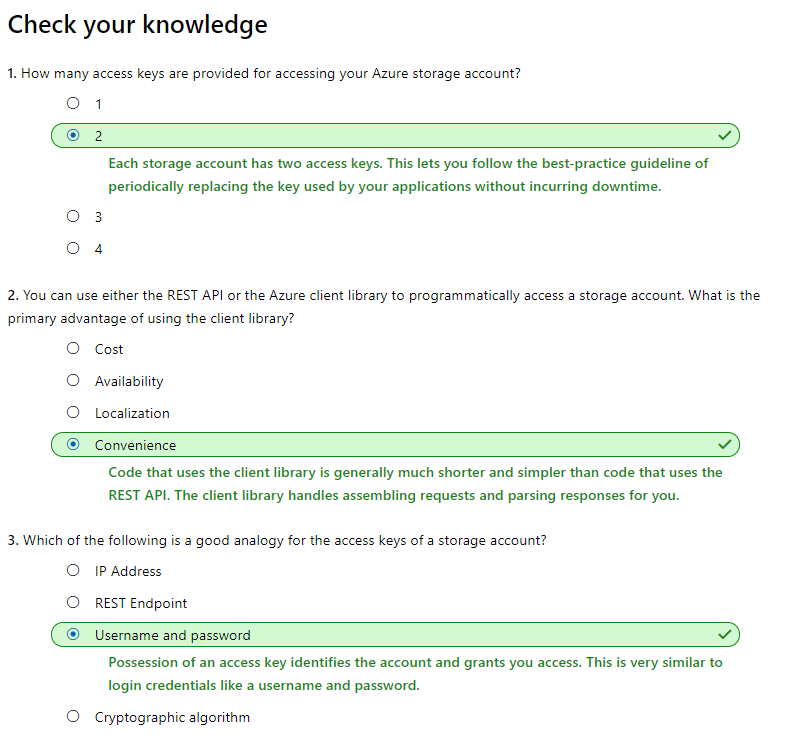 Check your knowledge
1. How many access keys are provided for accessing your Azure storage account?
1
2
Each storage account has two access keys. This lets you follow the best-practice guideline of
periodically replacing the key used by your applications without incurring downtime.
3
4
2. You can use either the REST API or the Azure client library to programmatically access a storage account. What is the
primary advantage of using the client library?
Cost
Availability
Localization
Convenience
Code that uses the client library is generally much shorter and simpler than code that uses the
REST API. The client library handles assembling requests and parsing responses for you.
3. Which of the following is a good analogy for the access keys of a storage account?
IP Address
REST Endpoint
Username and password
Possession of an access key identifies the account and grants you access. This is very similar to
login credentials like a username and password.
Cryptographic algorithm